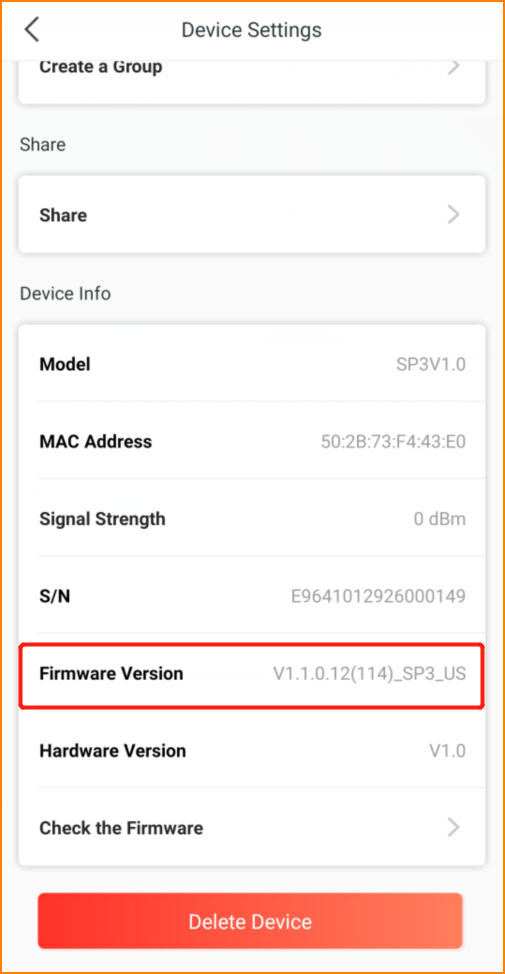 Device Settings
Create a Group
Share
Share
Device Info
Model SP3V1.0
MAC Address 50:2B:73:F4:43:E0
Signal Strength 0 dBm
S/N E9641012926000149
Firmware Version V1.1.0.12(114)_SP3_US
Hardware Version V1.0
Check the Firmware
Delete Device